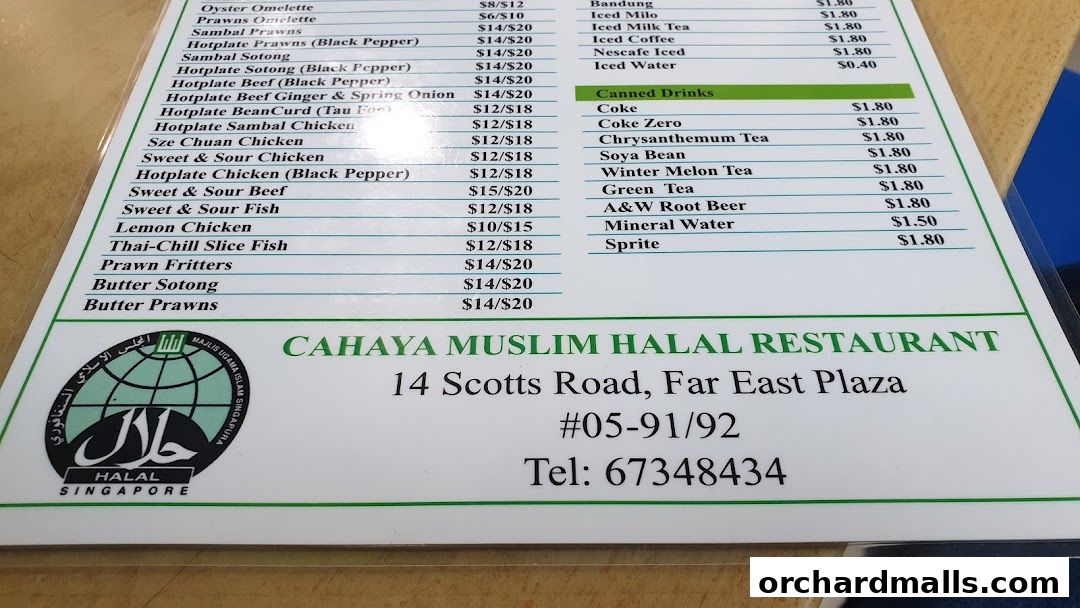 Oyster Omelette $8/$12
Prawns Omelette $6/$10
Sambal Prawns $14/$20
Hotplate Prawns (Black Pepper) $14/$20
Sambal Sotong $14/$20
Hotplate Sotong (Black Pepper) $14/$20
Hotplate Beef (Black Pepper) $14/$20
Hotplate Beef Ginger & Spring Onion $14/$20
Hotplate BeanCurd (Tau Foo) $12/$18
Hotplate Sambal Chicken $12/$18
Sze Chuan Chicken $12/$18
Sweet & Sour Chicken $12/$18
Hotplate Chicken (Black Pepper) $12/$18
Sweet & Sour Beef $15/$20
Sweet & Sour Fish $12/$18
Lemon Chicken $10/$15
Thai-Chill Slice Fish $12/$18
Prawn Fritters $14/$20
Butter Sotong $14/$20
Butter Prawns $14/$20
Bandung $1.80
Iced Milo $1.80
Iced Milk Tea $1.80
Iced Coffee $1.80
Nescafe Iced $1.80
Iced Water $0.40
Canned Drinks
Coke $1.80
Coke Zero $1.80
Chrysanthemum Tea $1.80
Soya Bean $1.80
Winter Melon Tea $1.80
Green Tea $1.80
A&W Root Beer $1.80
Mineral Water $1.50
Sprite $1.80
المجلس الإسلامي السنغافوري
MAJLIS UGAMA ISLAM SINGAPURA
حلال
HALAL
SINGAPORE
CAHAYA MUSLIM HALAL RESTAURANT
14 Scotts Road, Far East Plaza
#05-91/92
Tel: 67348434
orchardmalls.com